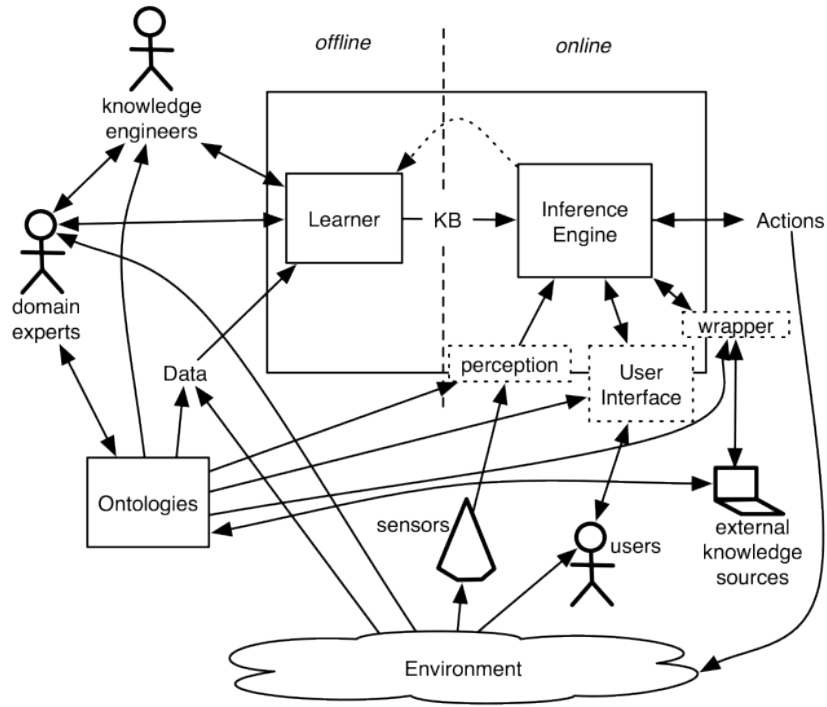 offline
online
knowledge
engineers
Learner
KB
Inference
Engine
Actions
domain
experts
wrapper
Data
perception
User
Interface
Ontologies
sensors
users
external
knowledge
sources
Environment